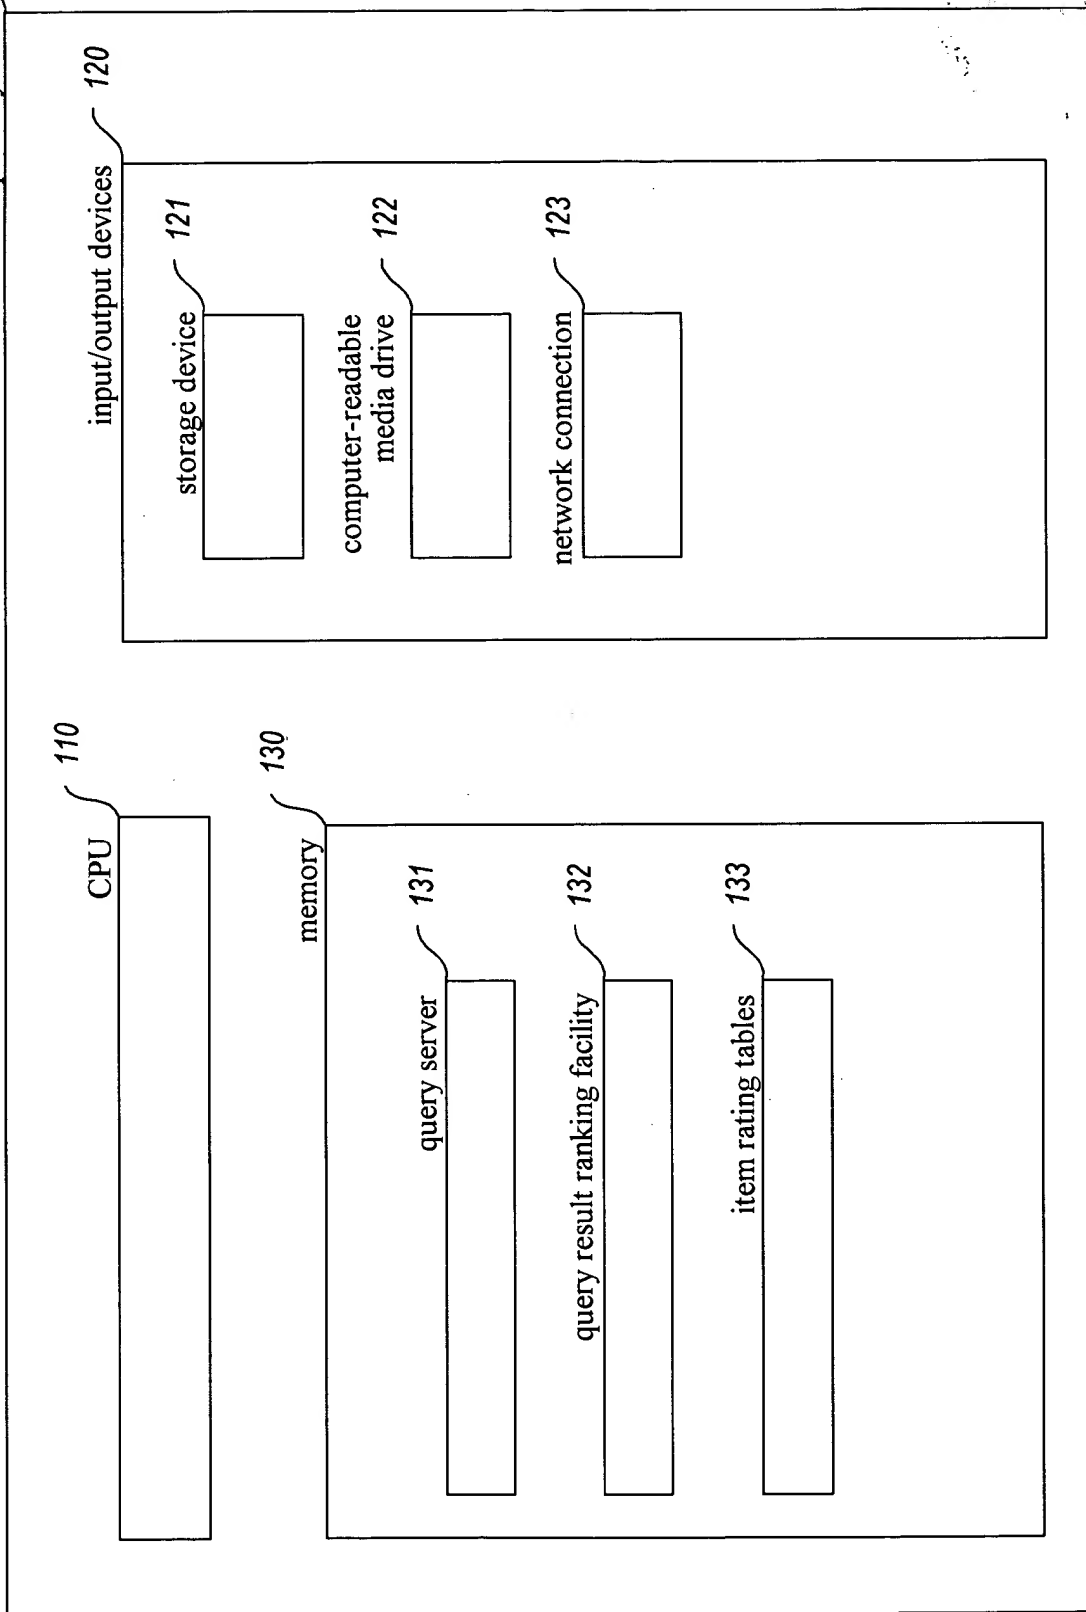 CPU
110
memory
130
query server
131
query result ranking facility
132
item rating tables
133
input/output devices
120
storage device
121
computer-readable
media drive
122
network connection
123